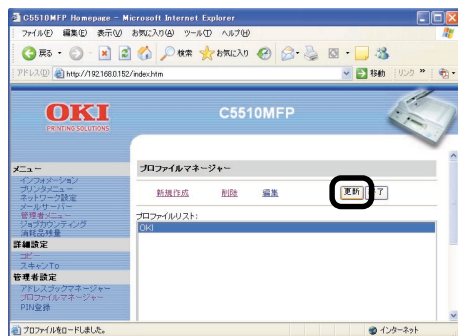 C5510MFP Homepage - Microsoft Internet Explorer
ファイル(F) 編集(E) 表示(V) お気に入り(A) ツール(T) ヘルプ(H)
戻る 検索 お気に入り
アドレス(D) http://192.168.0.152/index.htm 移動 リンク »
OKI
PRINTING SOLUTIONS
C5510MFP
メニュー
インフォメーション
プリンタメニュー
ネットワーク設定
メールサーバー
管理者メニュー
ジョブカウンティング
消耗品残量
詳細設定
コピー
スキャンTo
管理者設定
アドレスブックマネージャー
プロファイルマネージャー
PIN登録
プロファイルマネージャー
新規作成 削除 編集 更新 終了
プロファイルリスト:
OKI
プロファイルをロードしました。 インターネット